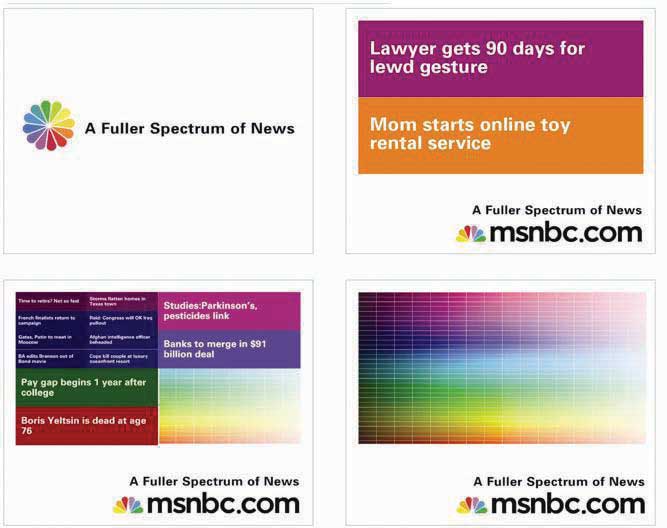 A Fuller Spectrum of News
Lawyer gets 90 days for
lewd gesture
Mom starts online toy
rental service
A Fuller Spectrum of News
msnbc.com
Time to retire? Not so fast
Storms flatten homes in
Texas town
French finalists return to
campaign
Raid: Congress will OK Iraq
pullout
Gates, Putin to meet in
Moscow
Afghan intelligence officer
beheaded
BA edits Branson out of
Bond movie
Cops kill couple at luxury
oceanfront resort
Studies:Parkinson's,
pesticides link
Banks to merge in $91
billion deal
Pay gap begins 1 year after
college
Boris Yeltsin is dead at age
76
A Fuller Spectrum of News
msnbc.com
A Fuller Spectrum of News
msnbc.com